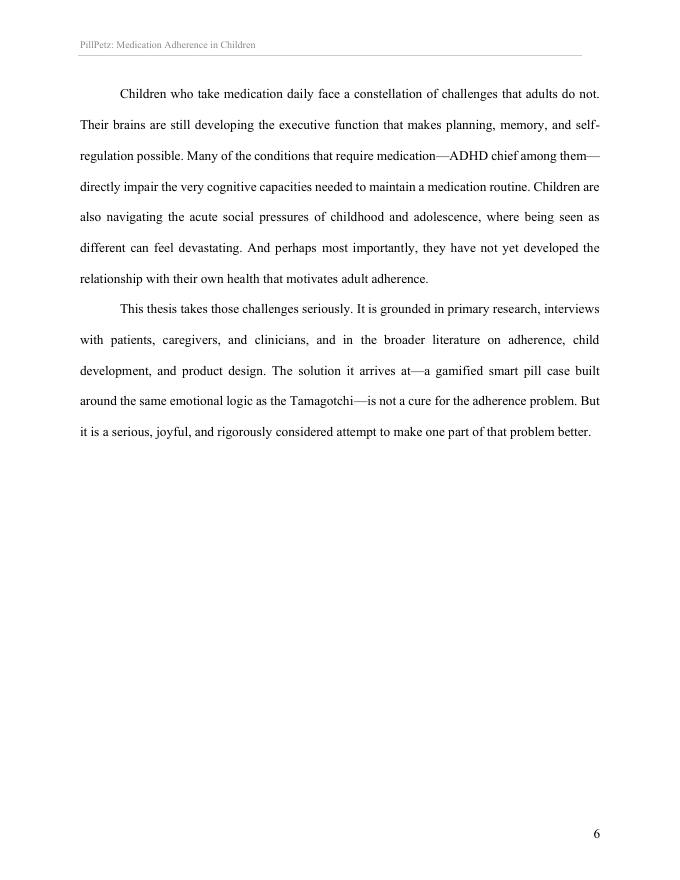 PillPetz: Medication Adherence in Children
Children who take medication daily face a constellation of challenges that adults do not.
Their brains are still developing the executive function that makes planning, memory, and self-
regulation possible. Many of the conditions that require medication—ADHD chief among them—
directly impair the very cognitive capacities needed to maintain a medication routine. Children are
also navigating the acute social pressures of childhood and adolescence, where being seen as
different can feel devastating. And perhaps most importantly, they have not yet developed the
relationship with their own health that motivates adult adherence.
This thesis takes those challenges seriously. It is grounded in primary research, interviews
with patients, caregivers, and clinicians, and in the broader literature on adherence, child
development, and product design. The solution it arrives at—a gamified smart pill case built
around the same emotional logic as the Tamagotchi—is not a cure for the adherence problem. But
it is a serious, joyful, and rigorously considered attempt to make one part of that problem better.
6